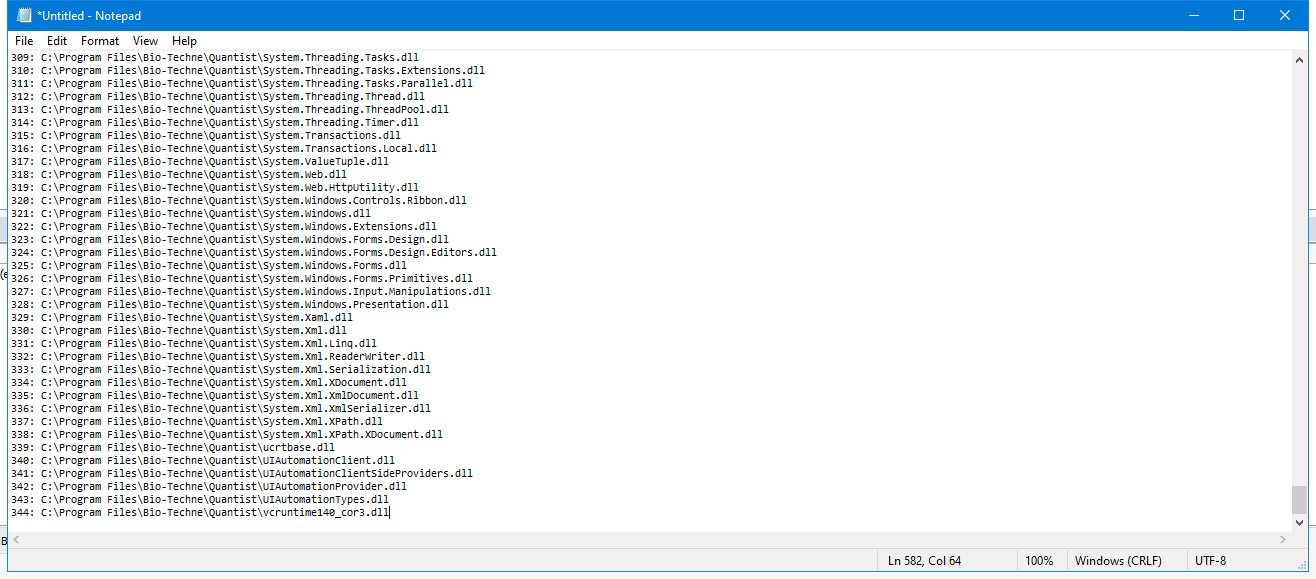 *Untitled - Notepad
File Edit Format View Help
309: C:\Program Files\Bio-Techne\Quantist\System.Threading.Tasks.dll
310: C:\Program Files\Bio-Techne\Quantist\System.Threading.Tasks.Extensions.dll
311: C:\Program Files\Bio-Techne\Quantist\System.Threading.Tasks.Parallel.dll
312: C:\Program Files\Bio-Techne\Quantist\System.Threading.Thread.dll
313: C:\Program Files\Bio-Techne\Quantist\System.Threading.ThreadPool.dll
314: C:\Program Files\Bio-Techne\Quantist\System.Threading.Timer.dll
315: C:\Program Files\Bio-Techne\Quantist\System.Transactions.dll
316: C:\Program Files\Bio-Techne\Quantist\System.Transactions.Local.dll
317: C:\Program Files\Bio-Techne\Quantist\System.ValueTuple.dll
318: C:\Program Files\Bio-Techne\Quantist\System.Web.dll
319: C:\Program Files\Bio-Techne\Quantist\System.Web.HttpUtility.dll
320: C:\Program Files\Bio-Techne\Quantist\System.Windows.Controls.Ribbon.dll
321: C:\Program Files\Bio-Techne\Quantist\System.Windows.dll
322: C:\Program Files\Bio-Techne\Quantist\System.Windows.Extensions.dll
323: C:\Program Files\Bio-Techne\Quantist\System.Windows.Forms.Design.dll
324: C:\Program Files\Bio-Techne\Quantist\System.Windows.Forms.Design.Editors.dll
325: C:\Program Files\Bio-Techne\Quantist\System.Windows.Forms.dll
326: C:\Program Files\Bio-Techne\Quantist\System.Windows.Forms.Primitives.dll
327: C:\Program Files\Bio-Techne\Quantist\System.Windows.Input.Manipulations.dll
328: C:\Program Files\Bio-Techne\Quantist\System.Windows.Presentation.dll
329: C:\Program Files\Bio-Techne\Quantist\System.Xaml.dll
330: C:\Program Files\Bio-Techne\Quantist\System.Xml.dll
331: C:\Program Files\Bio-Techne\Quantist\System.Xml.Linq.dll
332: C:\Program Files\Bio-Techne\Quantist\System.Xml.ReaderWriter.dll
333: C:\Program Files\Bio-Techne\Quantist\System.Xml.Serialization.dll
334: C:\Program Files\Bio-Techne\Quantist\System.Xml.XDocument.dll
335: C:\Program Files\Bio-Techne\Quantist\System.Xml.XmlDocument.dll
336: C:\Program Files\Bio-Techne\Quantist\System.Xml.XmlSerializer.dll
337: C:\Program Files\Bio-Techne\Quantist\System.Xml.XPath.dll
338: C:\Program Files\Bio-Techne\Quantist\System.Xml.XPath.XDocument.dll
339: C:\Program Files\Bio-Techne\Quantist\ucrtbase.dll
340: C:\Program Files\Bio-Techne\Quantist\UIAutomationClient.dll
341: C:\Program Files\Bio-Techne\Quantist\UIAutomationClientSideProviders.dll
342: C:\Program Files\Bio-Techne\Quantist\UIAutomationProvider.dll
343: C:\Program Files\Bio-Techne\Quantist\UIAutomationTypes.dll
344: C:\Program Files\Bio-Techne\Quantist\vcruntime140_cor3.dll
Ln 582, Col 64 100% Windows (CRLF) UTF-8